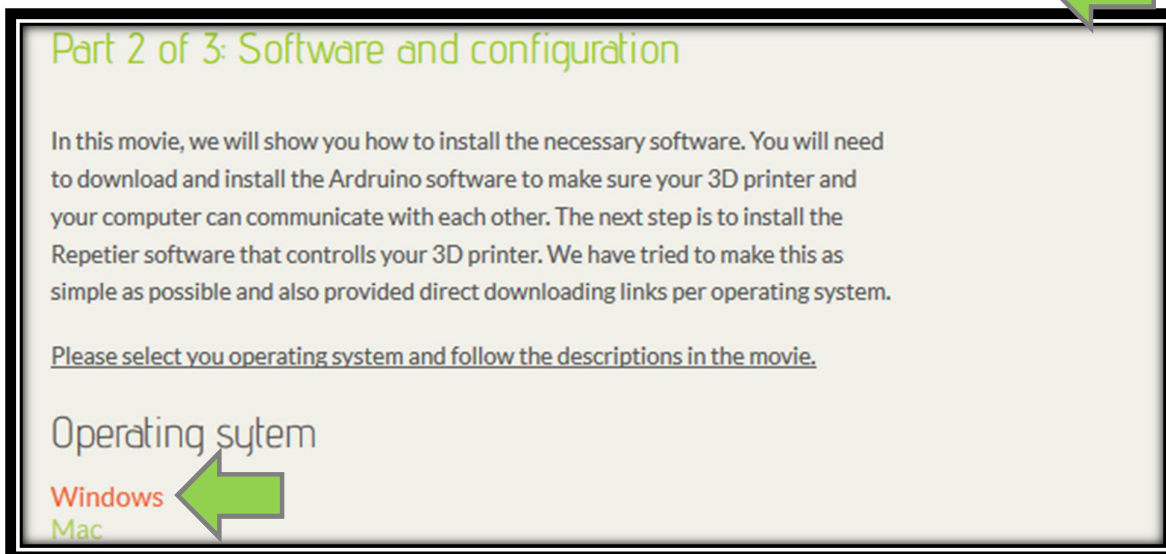 Part 2 of 3: Software and configuration
In this movie, we will show you how to install the necessary software. You will need
to download and install the Ardruino software to make sure your 3D printer and
your computer can communicate with each other. The next step is to install the
Repetier software that controlls your 3D printer. We have tried to make this as
simple as possible and also provided direct downloading links per operating system.
Please select you operating system and follow the descriptions in the movie.
Operating sytem
Windows
Mac